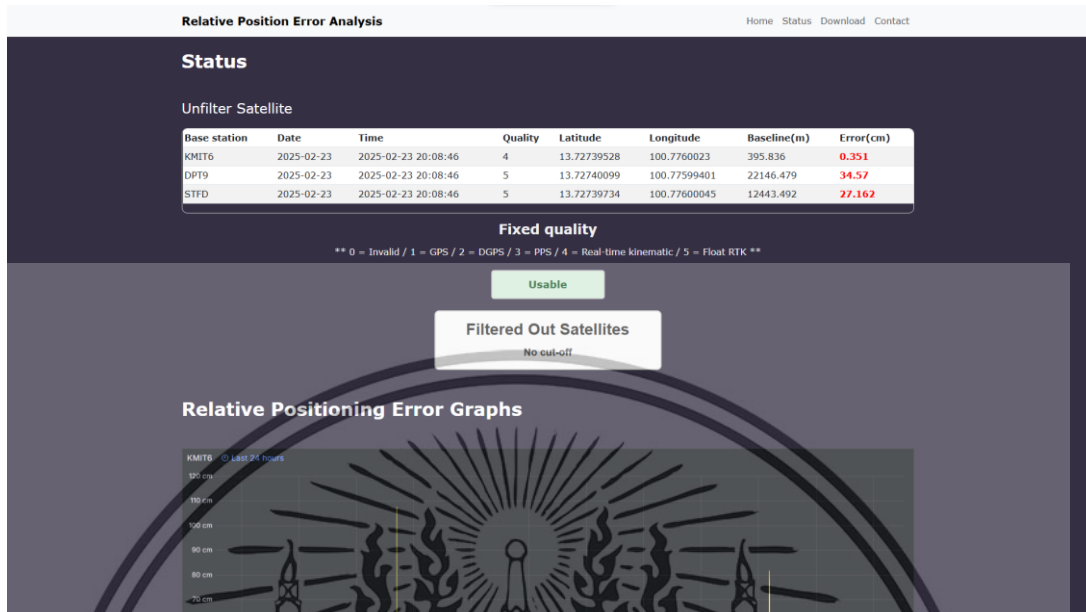 Relative Position Error Analysis Home Status Download Contact
Status
Unfilter Satellite
Base station Date Time Quality Latitude Longitude Baseline(m) Error(cm)
KMIT6 2025-02-23 2025-02-23 20:08:46 4 13.72739528 100.7760023 395.836 0.351
DPT9 2025-02-23 2025-02-23 20:08:46 5 13.72740099 100.77599401 22146.479 34.57
STFD 2025-02-23 2025-02-23 20:08:46 5 13.72739734 100.77600045 12443.492 27.162
Fixed quality
** 0 = Invalid / 1 = GPS / 2 = DGPS / 3 = PPS / 4 = Real-time kinematic / 5 = Float RTK **
Usable
Filtered Out Satellites
No cut-off
Relative Positioning Error Graphs
KMIT6 Last 24 hours
120 cm
110 cm
100 cm
90 cm
80 cm
70 cm